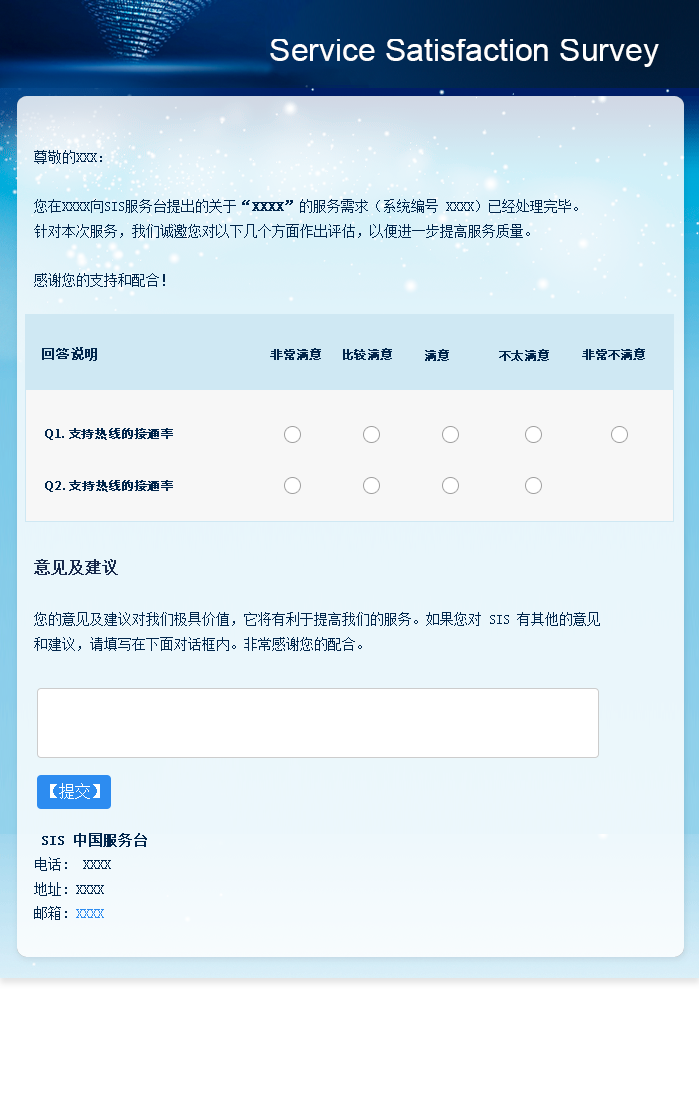 Service Satisfaction Survey
尊敬的XXX:
您在XXXX向SIS服务台提出的关于“XXXX”的服务需求（系统编号 XXXX）已经处理完毕。
针对本次服务，我们诚邀您对以下几个方面作出评估，以便进一步提高服务质量。
感谢您的支持和配合！
回答说明 非常满意 比较满意 满意 不太满意 非常不满意
Q1.支持热线的接通率
Q2.支持热线的接通率
意见及建议
您的意见及建议对我们极具价值，它将有利于提高我们的服务。如果您对 SIS 有其他的意见
和建议，请填写在下面对话框内。非常感谢您的配合。
【提交】
SIS 中国服务台
电话： XXXX
地址：XXXX
邮箱：XXXX